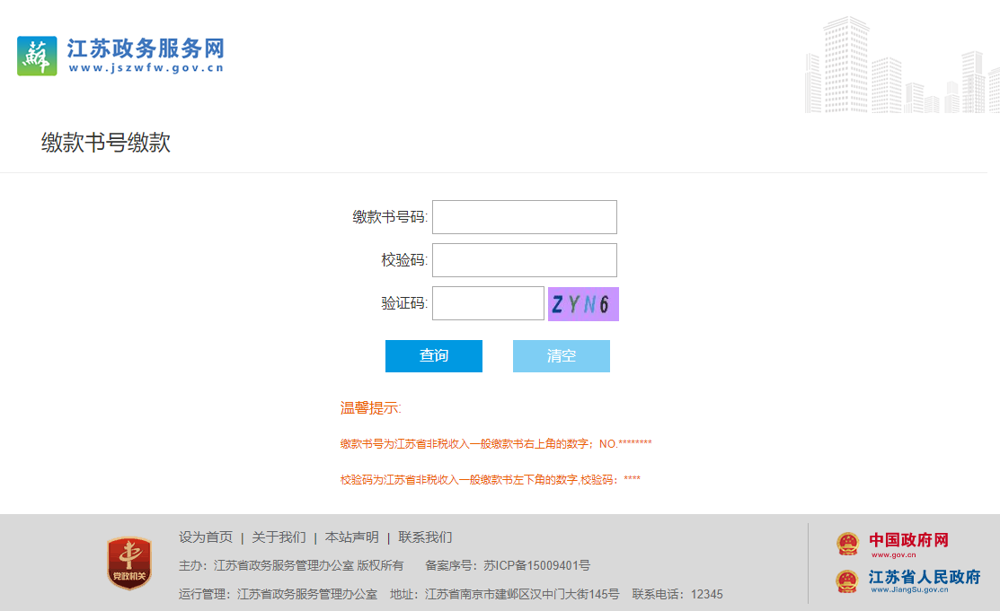 江苏政务服务网
www.jszwfw.gov.cn
缴款书号缴款
缴款书号码:
校验码:
验证码: ZYN6
查询 清空
温馨提示:
缴款书号为江苏省非税收入一般缴款书右上角的数字；NO.********
校验码为江苏省非税收入一般缴款书左下角的数字,校验码：****
党政机关
设为首页 | 关于我们 | 本站声明 | 联系我们
主办：江苏省政务服务管理办公室 版权所有 备案序号：苏ICP备15009401号
运行管理：江苏省政务服务管理办公室 地址：江苏省南京市建邺区汉中门大街145号 联系电话：12345
中国政府网
www.gov.cn
江苏省人民政府
www.JiangSu.gov.cn